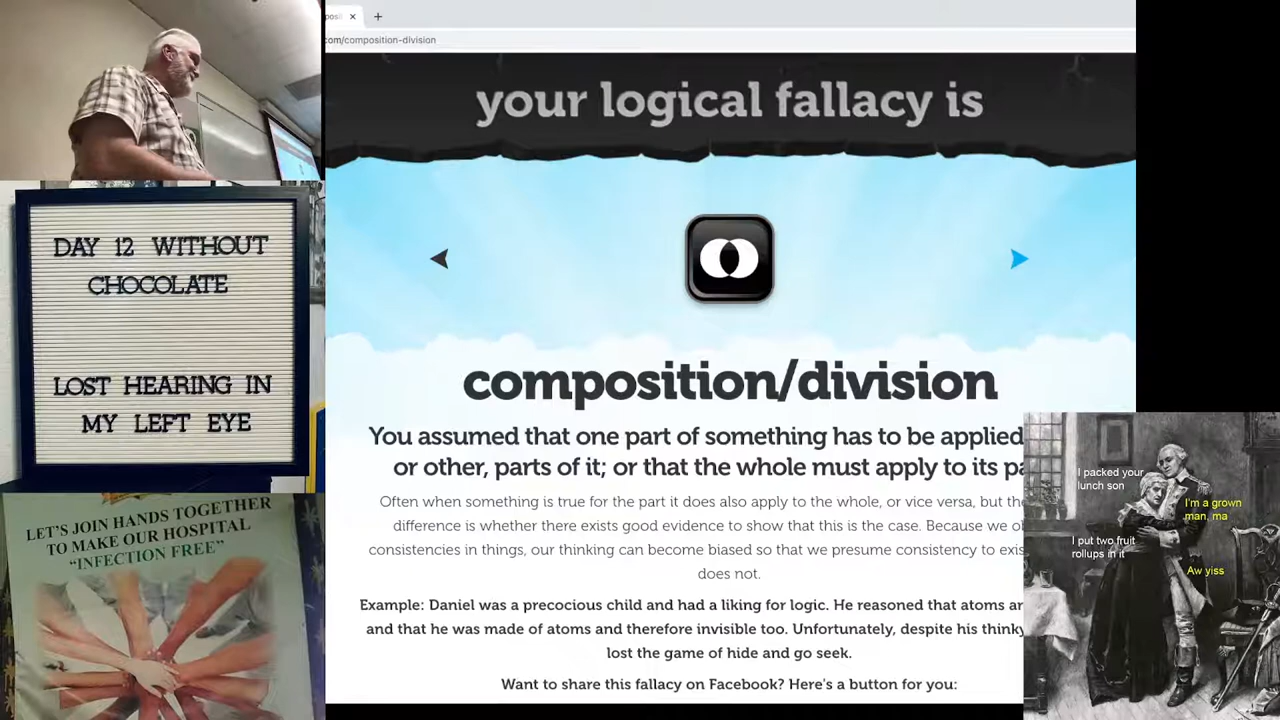 com/composition-division
your logical fallacy is
DAY 12 WITHOUT
CHOCOLATE
LOST HEARING IN
MY LEFT EYE
composition/division
You assumed that one part of something has to be applied
or other, parts of it; or that the whole must apply to its pa
Often when something is true for the part it does also apply to the whole, or vice versa, but the
difference is whether there exists good evidence to show that this is the case. Because we ob
consistencies in things, our thinking can become biased so that we presume consistency to exis
does not.
Example: Daniel was a precocious child and had a liking for logic. He reasoned that atoms ar
and that he was made of atoms and therefore invisible too. Unfortunately, despite his thinky
lost the game of hide and go seek.
Want to share this fallacy on Facebook? Here's a button for you:
I packed your
lunch son
I'm a grown
man, ma
I put two fruit
rollups in it
Aw yiss
LET'S JOIN HANDS TOGETHER
TO MAKE OUR HOSPITAL
"INFECTION FREE"